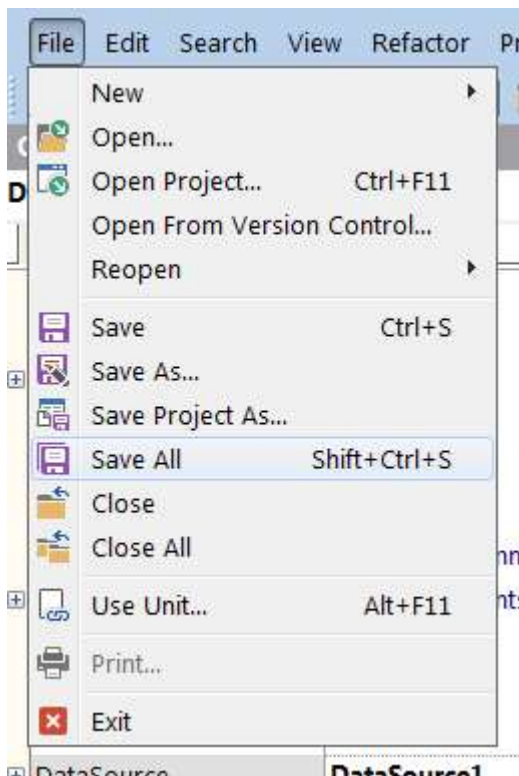 File Edit Search View Refactor
New
Open...
Open Project... Ctrl+F11
Open From Version Control...
Reopen
Save Ctrl+S
Save As...
Save Project As...
Save All Shift+Ctrl+S
Close
Close All
Use Unit... Alt+F11
Print...
Exit
DataSource DataSource1